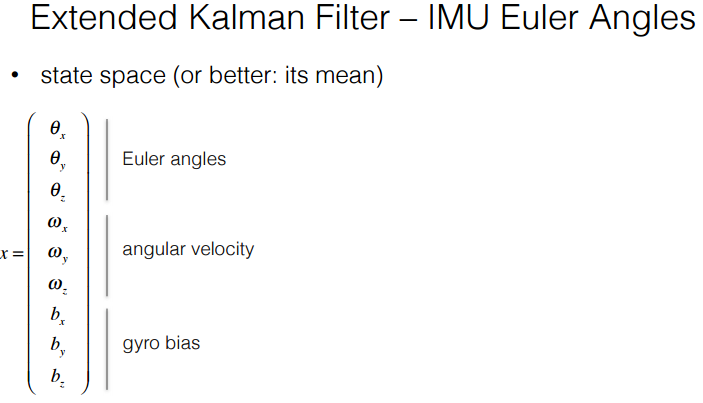 Extended Kalman Filter – IMU Euler Angles
• state space (or better: its mean)
θx
θy
Euler angles
θz
ωx
x = ωy
angular velocity
ωz
bx
by
gyro bias
bz